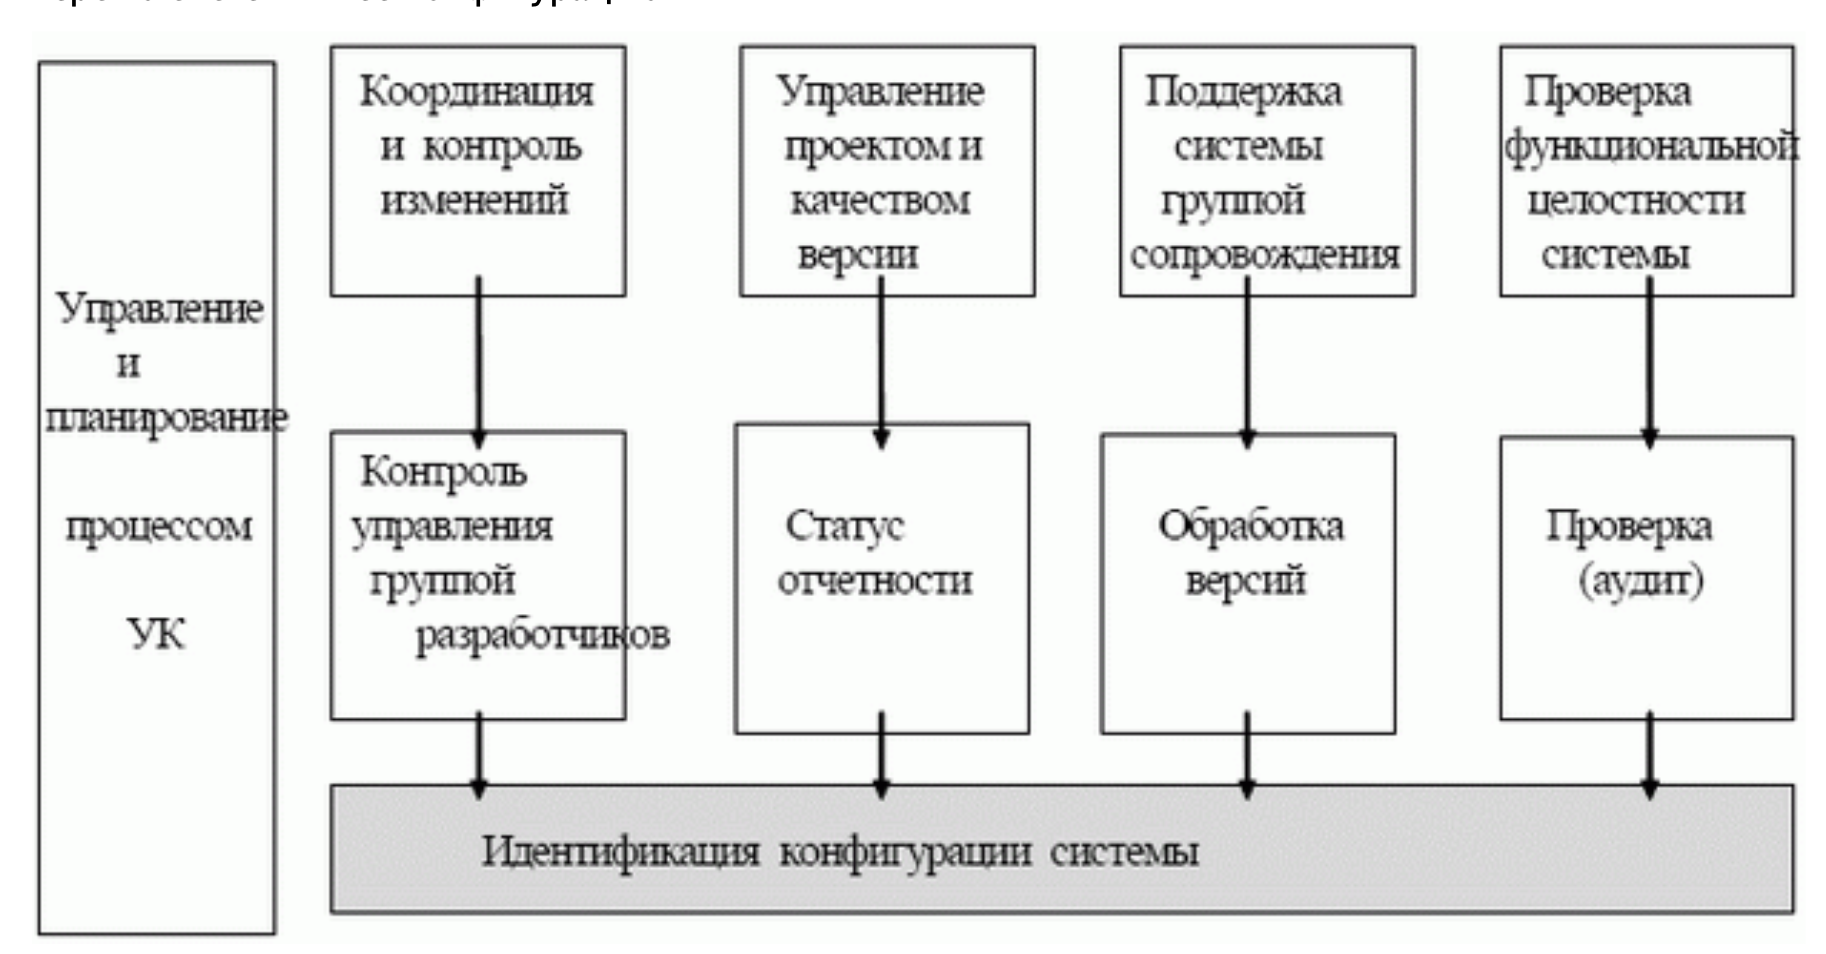 Управление
и
планирование
процессом
УК
Координация
и контроль
изменений
Управление
проектом и
качеством
версии
Поддержка
системы
группой
сопровождения
Проверка
функциональной
целостности
системы
Контроль
управления
группой
разработчиков
Статус
отчетности
Обработка
версий
Проверка
(аудит)
Идентификация конфигурации системы